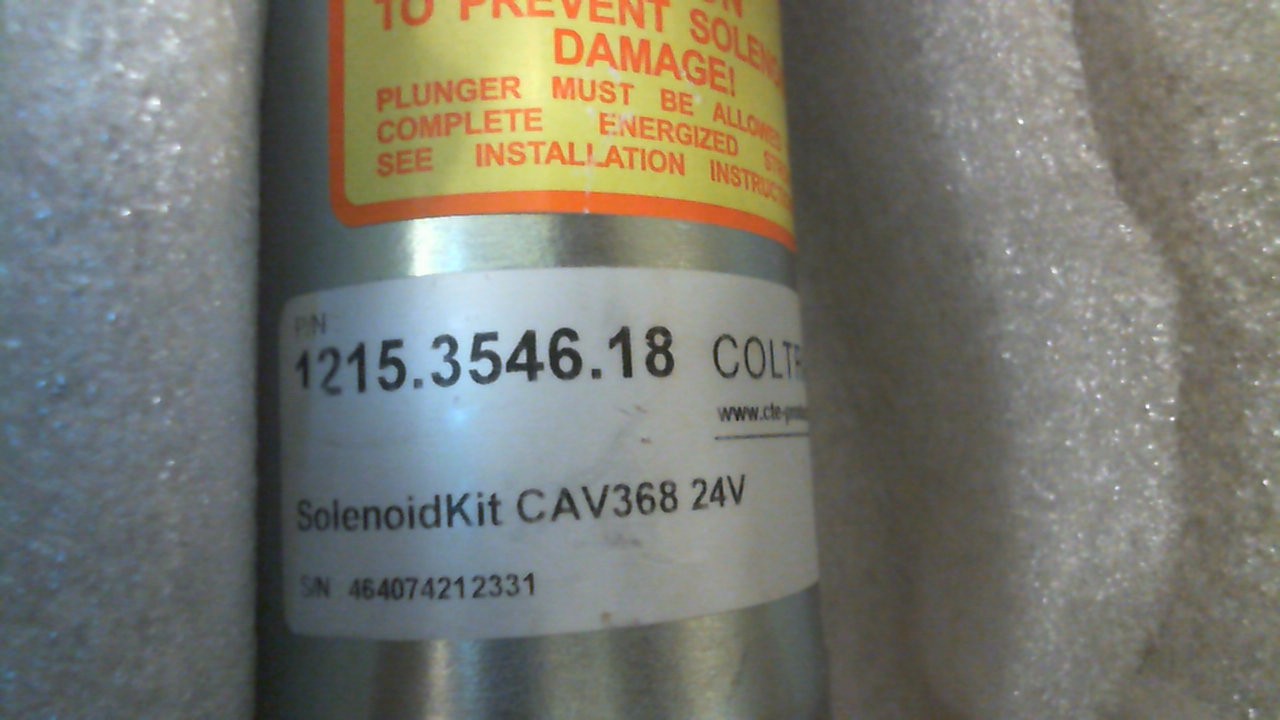 TO PREVENT
DAMAGE!
PLUNGER MUST BE
COMPLETE ENERGIZED
SEE INSTALLATION
P/N
1215.3546.18
SolenoidKit CAV368 24V
S/N 464074212331